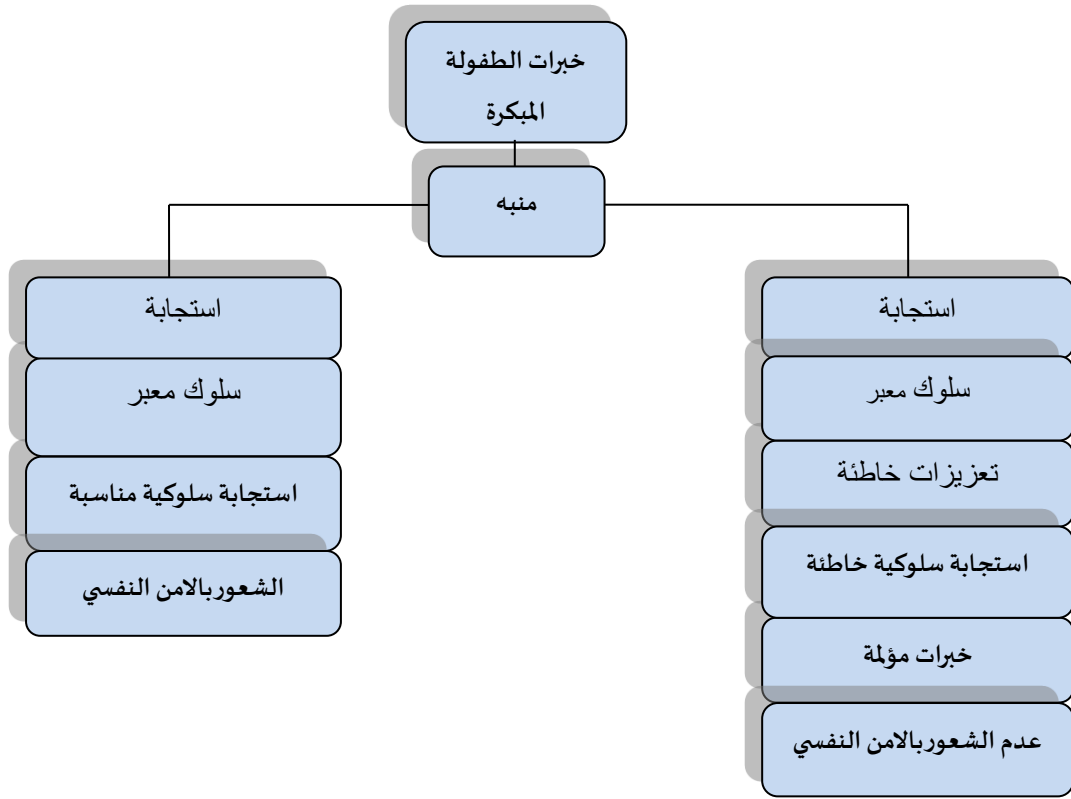 خبرات الطفولة
المبكرة
منبه
استجابة
سلوك معبر
تعزيزات خاطئة
استجابة سلوكية خاطئة
خبرات مؤلمة
عدم الشعوربالامن النفسي
استجابة
سلوك معبر
استجابة سلوكية مناسبة
الشعوربالامن النفسي